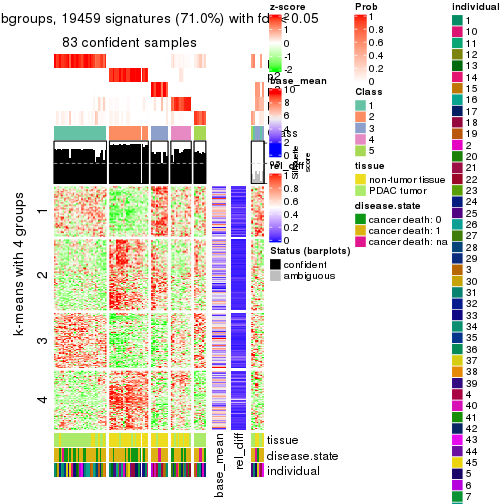 bgroups, 19459 signatures (71.0%) with fd
0.05
83 confident samples
z-score
2
1
0
-1
-2
base_mean
10
8
6
4
2
0
rel_diff
1
0.8
0.6
0.4
0.2
0
Status (barplots)
confident
ambiguous
Silhouette
score
Prob
1
0.8
0.6
0.4
0.2
0
Class
1
2
3
4
5
tissue
non-tumor tissue
PDAC tumor
disease.state
cancer death: 0
cancer death: 1
cancer death: na
individual
1
10
11
12
13
14
15
16
17
18
19
2
20
21
22
23
24
25
26
27
28
29
3
30
31
32
33
34
35
36
37
38
39
4
40
41
42
43
44
45
5
6
7
k-means with 4 groups
1
2
3
4
base_mean
rel_diff
tissue
disease.state
individual